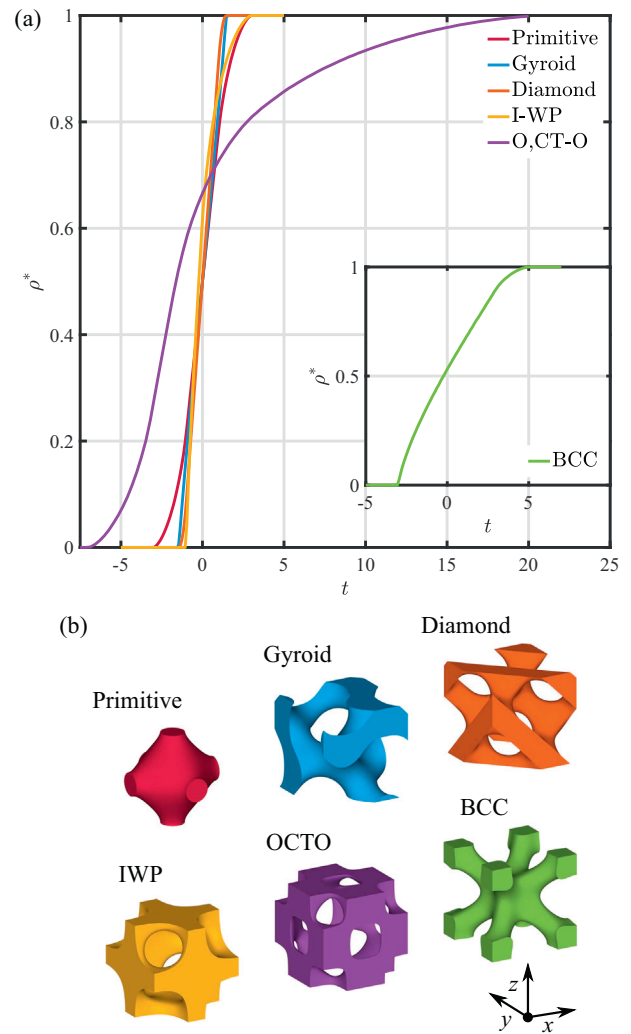 (a)
1
0.8
0.6
0.4
0.2
0
ρ*
-5 0 5 10 15 20 25
t
Primitive
Gyroid
Diamond
I-WP
O,CT-O
1
0.5
0
ρ*
-5 0 5
t
BCC
(b)
Diamond
Gyroid
Primitive
BCC
OCTO
IWP
z
y x